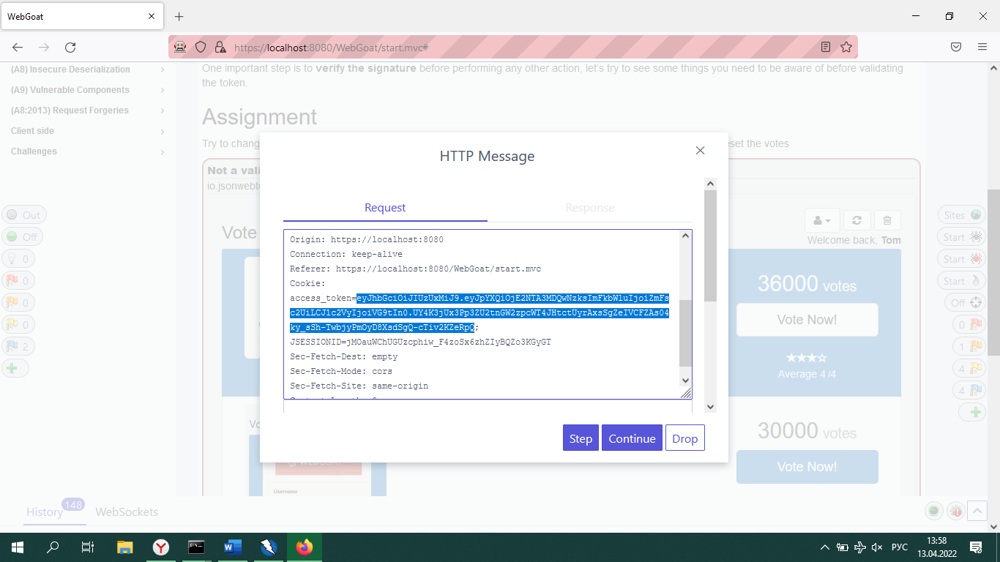 WebGoat
https://localhost:8080/WebGoat/start.mvc#
(A8) Insecure Deserialization
(A9) Vulnerable Components
(A8:2013) Request Forgeries
Client side
Challenges
One important step is to verify the signature before performing any other action, let's try to see some things you need to be aware of before validating
the token.
Assignment
Try to chang
eset the votes
Not a vali
io.jsonwebto
Vote
Welcome back, Tom
36000 votes
Vote Now!
Average 4 /4
30000 votes
Vote Now!
Vo
WEBGOAT
Username
HTTP Message
Request
Response
Origin: https://localhost:8080
Connection: keep-alive
Referer: https://localhost:8080/WebGoat/start.mvc
Cookie:
access_token=eyJhbGciOiJIUzUxMiJ9.eyJpYXQiOjE2NTA3MDQwNzksImFkbWluIjoiZmFs
c2UiLCJ1c2VyIjoiVG9tIn0.UY4K3jUx3Pp3ZU2tnGW2zpcWT4JHtctUyrAxsSgZeIVCFZAs04
ky_sSh-TwbjyPmOyD8XsdSgQ-cTiv2KZeRpQ;
JSESSIONID=jMOauWChUGUzcphiw_F4zoSx6zhZIyBQZo3KGyGT
Sec-Fetch-Dest: empty
Sec-Fetch-Mode: cors
Sec-Fetch-Site: same-origin
Step
Continue
Drop
Out
Off
0
0
0
0
2
Sites
Start
Start
Start
Off
0
1
4
4
History
148
WebSockets
РУС
13:58
13.04.2022